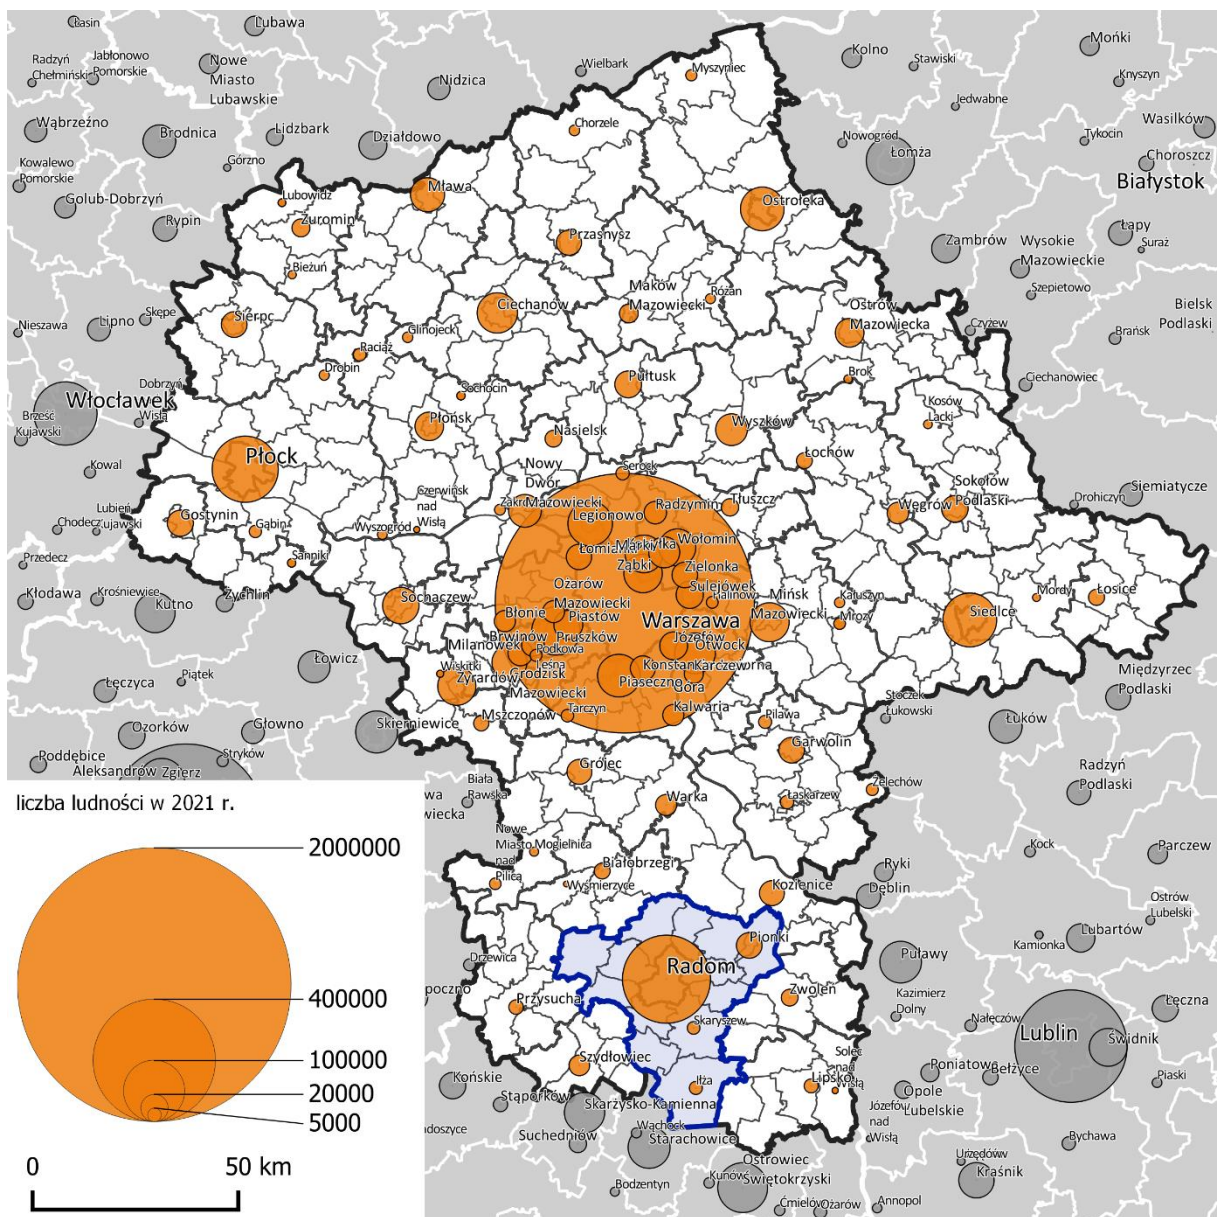 Łasin
Lubawa
Radzyń
Chełmiński
Jabłonowo
Pomorskie
Nowe
Miasto
Lubawskie
Nidzica
Wielbark
Myszyniec
Kolno
Stawiski
Mońki
Knyszyn
Jedwabne
Wąbrzeźno
Brodnica
Lidzbark
Działdowo
Chorzele
Nowogród
Łomża
Tykocin
Wasilków
Choroszcz
Białystok
Kowalewo
Pomorskie
Górzno
Golub-Dobrzyń
Rypin
Lubowidz
Żuromin
Mława
Przasnysz
Ostrołęka
Zambrów
Wysokie
Mazowieckie
Łapy
Suraż
Szepietowo
Bieżuń
Ciechanów
Maków
Mazowiecki
Różan
Ostrów
Mazowiecka
Czyżew
Bielsk
Podlaski
Brańsk
Nieszawa
Lipno
Skępe
Sierpc
Glinojeck
Raciąż
Drobin
Sochocin
Pułtusk
Brok
Ciechanowiec
Włocławek
Dobrzyń
Wisłą
Brześć
Kujawski
Płońsk
Nasielsk
Wyszków
Kosów
Lacki
Kowal
Płock
Nowy
Dwór
Mazowiecki
Serock
Łochów
Sokołów
Podlaski
Węgrów
Siemiatycze
Drohiczyn
Czerwińsk
nad
Wisłą
Wyszogród
Zakro
Legionowo
Radzymin
Tłuszcz
Lubień
Kujawski
Chodecz
Gostynin
Gąbin
Sanniki
Przedecz
Kłodawa
Krośniewice
Kutno
Żychlin
Sochaczew
Łomianki
Marki
Wołomin
Ząbki
Zielonka
Sulejówek
Halinów
Mińsk
Mazowiecki
Kałuszyn
Mrozy
Siedlce
Mordy
Łosice
Ożarów
Mazowiecki
Błonie
Piastów
Pruszków
Brwinów
Milanówek
Podkowa
Leśna
Grodzisk
Mazowiecki
Warszawa
Józefów
Otwock
Konstancin
Karczew
orna
Piaseczno
Góra
Kalwaria
Wiskitki
Żyrardów
Mszczonów
Tarczyn
Pilawa
Garwolin
Stoczek
Łukowski
Międzyrzec
Podlaski
Łuków
Radzyń
Podlaski
Łowicz
Łęczyca
Piątek
Ozorków
Głowno
Stryków
Skierniewice
Poddębice
Aleksandrów
Zgierz
Biała
Rawska
wa
wiecka
Grójec
Warka
Łaskarzew
Żelechów
Nowe
Miasto
nad
Pilicą
Mogielnica
Białobrzegi
Wyśmierzyce
Kozienice
Ryki
Dęblin
Kock
Parczew
Ostrów
Lubelski
Lubartów
Kamionka
Drzewica
poczno
Radom
Pionki
Puławy
Kazimierz
Dolny
Nałęczów
Lublin
Świdnik
Łęczna
Przysucha
Zwoleń
Skaryszew
Szydłowiec
Iłża
Lipsko
Solec
nad
Wisłą
Opole
Lubelskie
Poniatowa
Bełżyce
Piaski
Końskie
Stąporków
Skarżysko-Kamienna
Suchedniów
Wąchock
Starachowice
adoszyce
Józefów
nad
Wisłą
Bychawa
Urzędów
Kraśnik
Ostrowiec
Świętokrzyski
Kunów
Bodzentyn
Ćmielów
Ożarów
Annopol
liczba ludności w 2021 r.
2000000
400000
100000
20000
5000
0
50 km